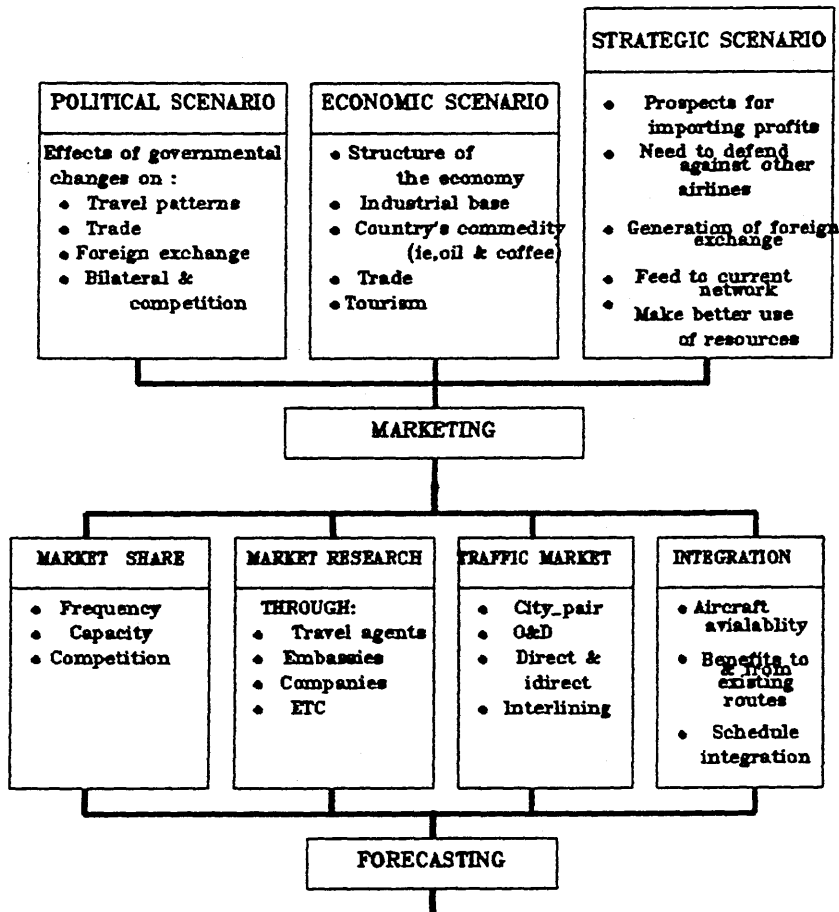 POLITICAL SCENARIO
Effects of governmental
changes on :
• Travel patterns
• Trade
• Foreign exchange
• Bilateral &
competition
ECONOMIC SCENARIO
• Structure of
the economy
• Industrial base
• Country's commedity
(ie,oil & coffee)
• Trade
• Tourism
STRATEGIC SCENARIO
• Prospects for
importing profits
• Need to defend
against other
airlines
• Generation of foreign
exchange
• Feed to current
network
• Make better use
of resources
MARKETING
MARKET SHARE
• Frequency
• Capacity
• Competition
MARKET RESEARCH
THROUGH:
• Travel agents
• Embassies
• Companies
• ETC
TRAFFIC MARKET
• City_pair
• O&D
• Direct &
idirect
• Interlining
INTEGRATION
• Aircraft
avialablity
• Benefits to
& from
existing
routes
• Schedule
integration
FORECASTING